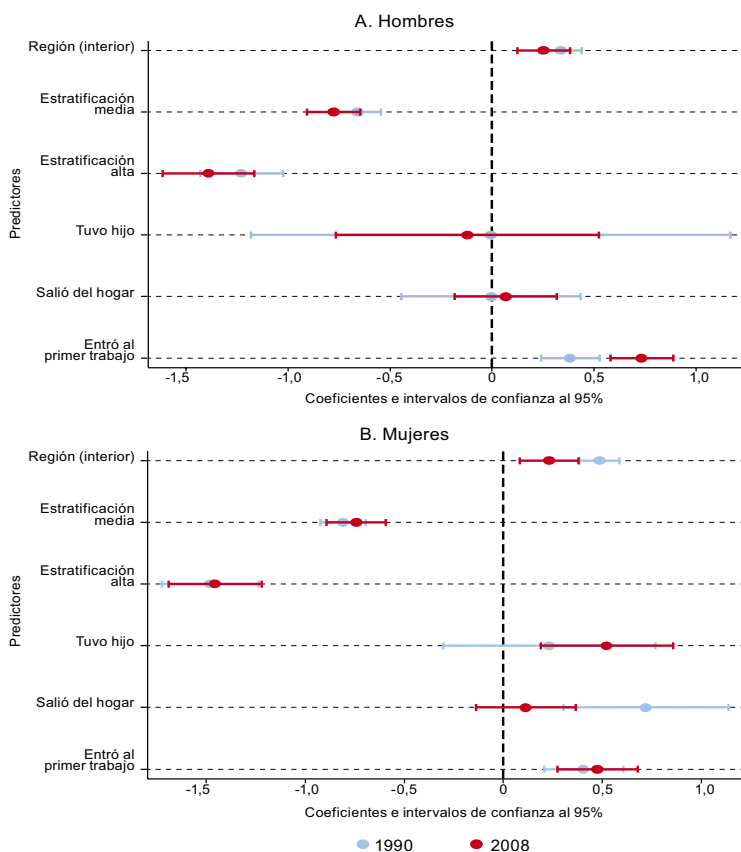 A. Hombres
Predictores
Región (interior)
Estratificación
media
Estratificación
alta
Tuvo hijo
Salió del hogar
Entró al
primer trabajo
-1,5 -1,0 -0,5 0 0,5 1,0
Coeficientes e intervalos de confianza al 95%
B. Mujeres
Predictores
Región (interior)
Estratificación
media
Estratificación
alta
Tuvo hijo
Salió del hogar
Entró al
primer trabajo
-1,5 -1,0 -0,5 0 0,5 1,0
Coeficientes e intervalos de confianza al 95%
1990 2008